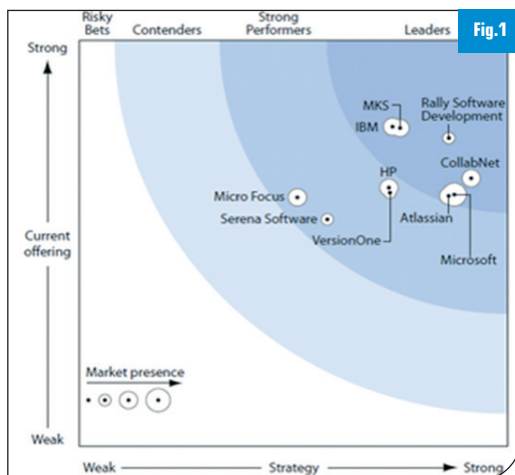 Risky
Bets
Contenders
Strong
Performers
Leaders
Fig.1
Strong
MKS
Rally Software
Development
IBM
CollabNet
HP
Micro Focus
Serena Software
Atlassian
VersionOne
Microsoft
Current
offering
Market presence
Weak
Weak
Strategy
Strong